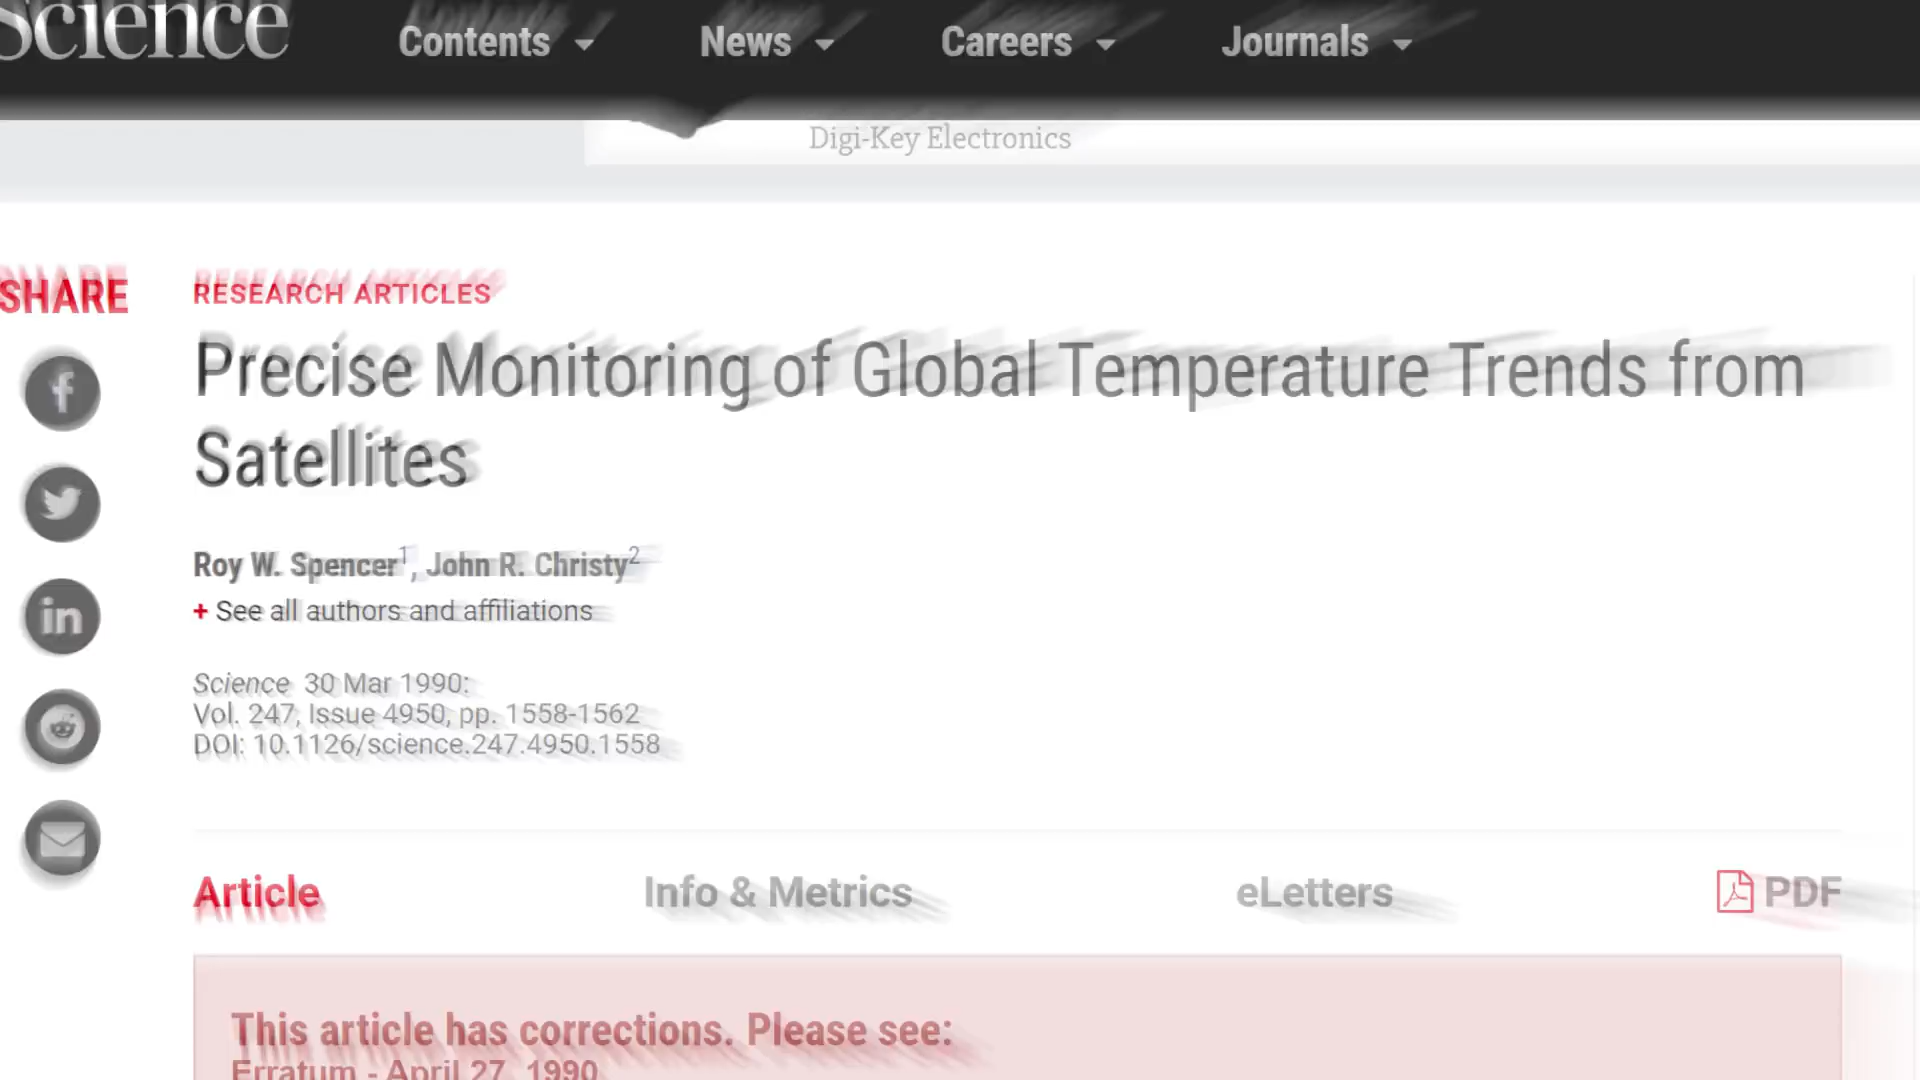 Science Contents News Careers Journals
Digi-Key Electronics
SHARE
RESEARCH ARTICLES
Precise Monitoring of Global Temperature Trends from
Satellites
Roy W. Spencer1, John R. Christy2
+ See all authors and affiliations
Science 30 Mar 1990:
Vol. 247, Issue 4950, pp. 1558-1562
DOI: 10.1126/science.247.4950.1558
Article Info & Metrics eLetters PDF
This article has corrections. Please see:
Erratum - April 27, 1990